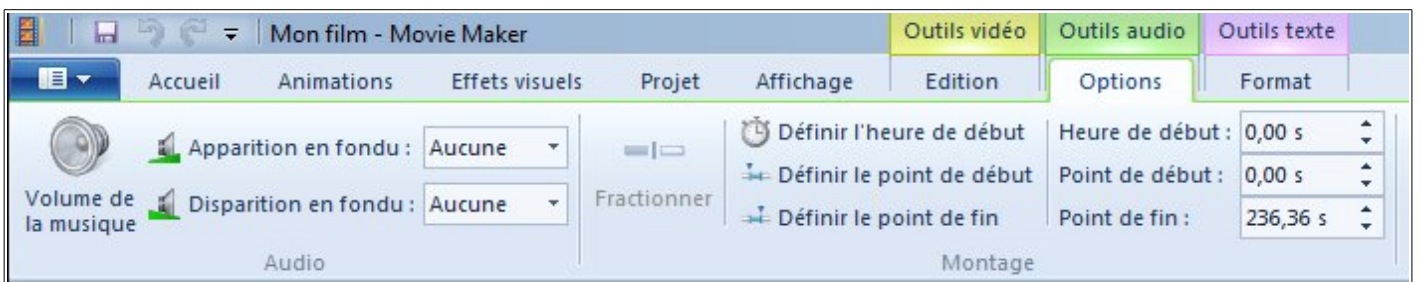 Mon film - Movie Maker
Outils vidéo Outils audio Outils texte
Accueil Animations Effets visuels Projet Affichage Edition Options Format
Volume de la musique
Apparition en fondu : Aucune
Disparition en fondu : Aucune
Audio
Fractionner
Définir l'heure de début
Définir le point de début
Définir le point de fin
Heure de début : 0,00 s
Point de début : 0,00 s
Point de fin : 236,36 s
Montage